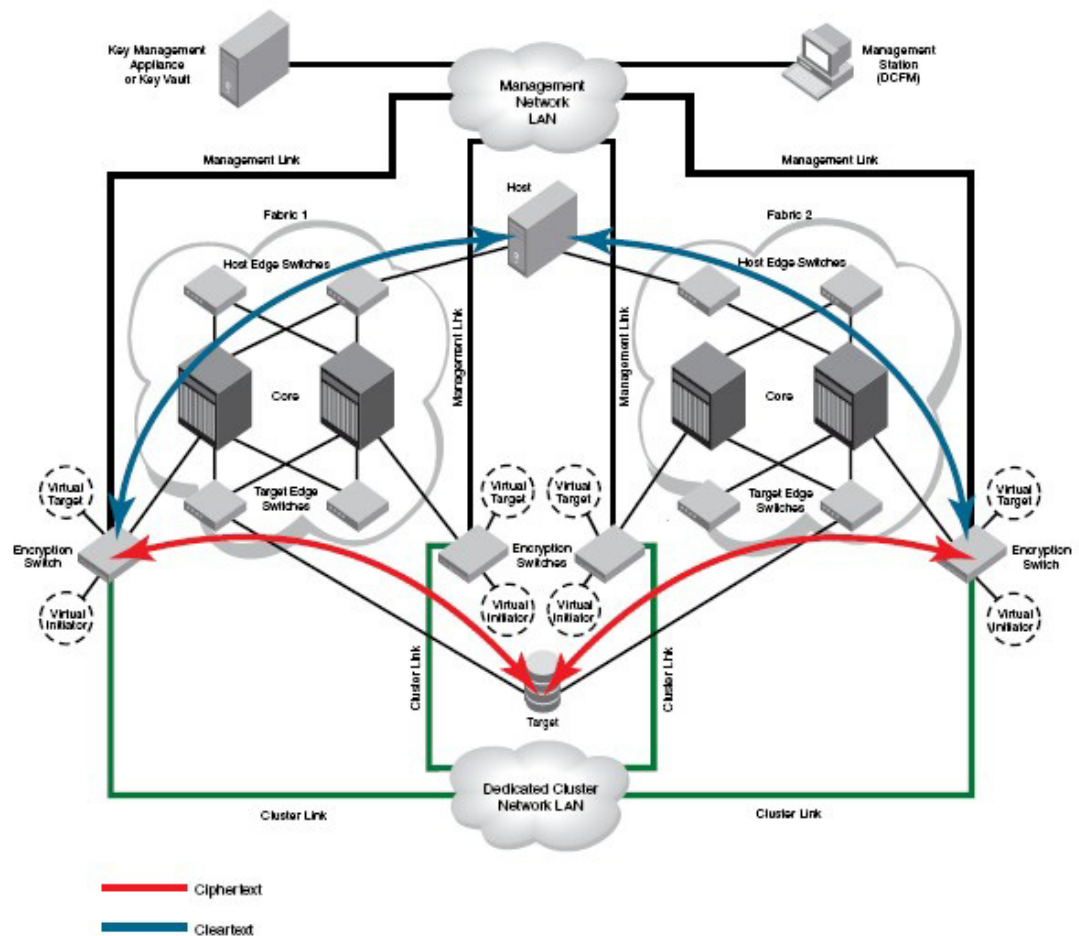 Key Management
Appliance
or Key Vault
Management
Network
LAN
Management
Station
(DCFM)
Management Link
Management Link
Host
Fabric 1
Fabric 2
Host Edge Switches
Host Edge Switches
Management Link
Management Link
Core
Core
Virtual
Target
Target Edge
Switches
Virtual
Target
Virtual
Target
Target Edge
Switches
Virtual
Target
Encryption
Switch
Encryption
Switches
Encryption
Switch
Virtual
Initiator
Virtual
Initiator
Virtual
Initiator
Virtual
Initiator
Cluster Link
Cluster Link
Target
Dedicated Cluster
Network LAN
Cluster Link
Cluster Link
Ciphertext
Cleartext